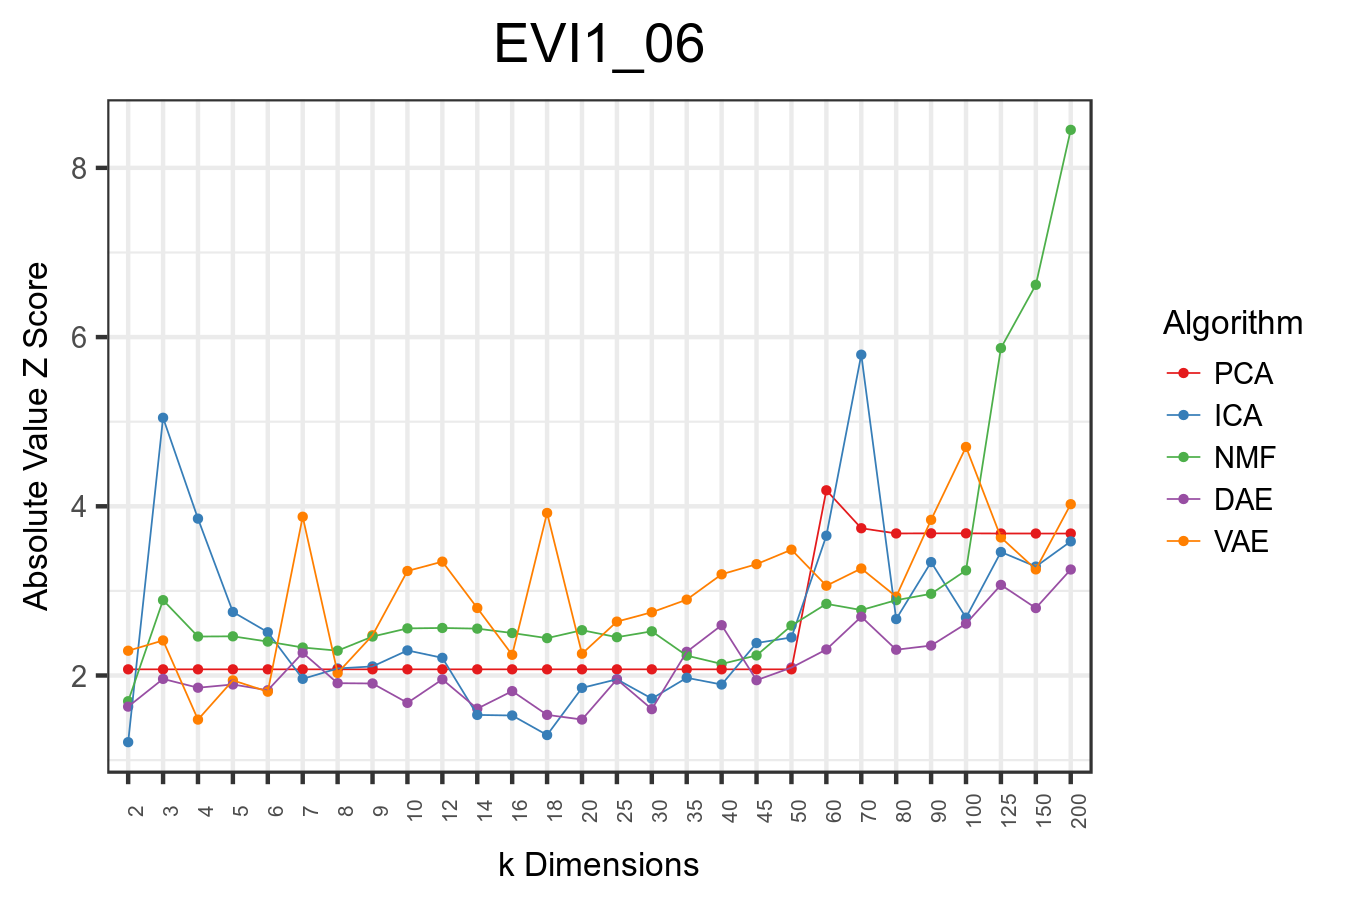 EVI1_06
Absolute Value Z Score
8
6
4
2
2 3 4 5 6 7 8 9 10 12 14 16 18 20 25 30 35 40 45 50 60 70 80 90 100 125 150 200
k Dimensions
Algorithm
PCA
ICA
NMF
DAE
VAE